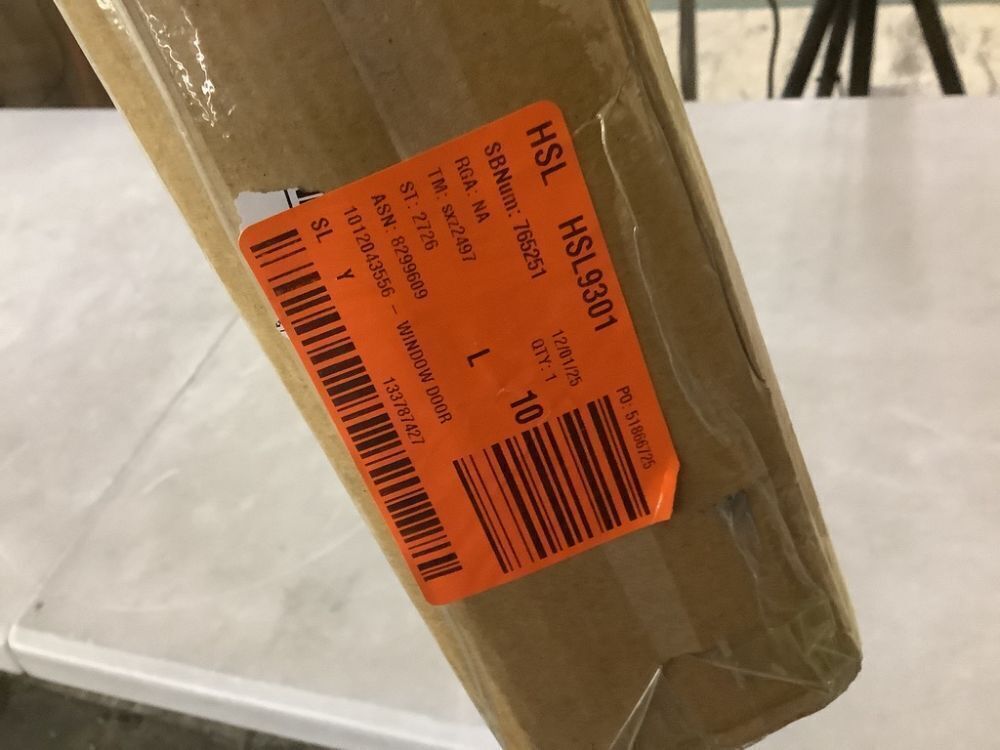 HSL HSL9301
SBNum: 765251 12/01/25 PO: 51866725
RGA: NA QTY: 1
TM: sxz2497
ST: 2726 L 10
ASN: 8299609
1012043556 - WINDOW DOOR
SL Y 133787427